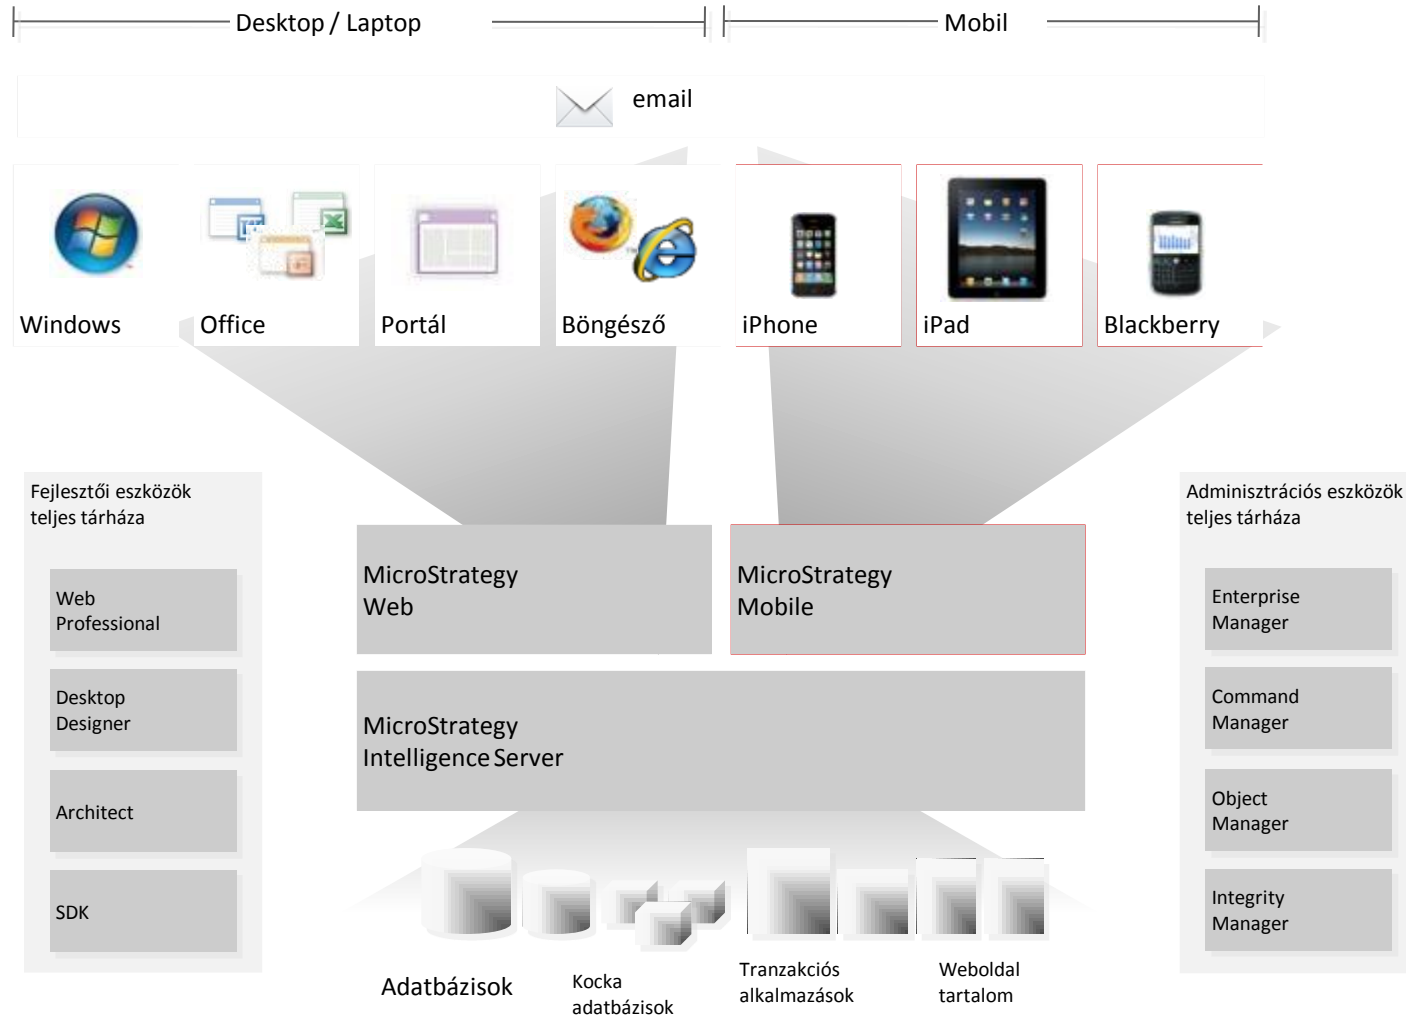 Desktop / Laptop
Mobil
email
Windows
Office
Portál
Böngésző
iPhone
iPad
Blackberry
Fejlesztői eszközök
teljes tárháza
Web
Professional
Desktop
Designer
Architect
SDK
MicroStrategy
Web
MicroStrategy
Mobile
MicroStrategy
Intelligence Server
Adminisztrációs eszközök
teljes tárháza
Enterprise
Manager
Command
Manager
Object
Manager
Integrity
Manager
Adatbázisok
Kocka
adatbázisok
Tranzakciós
alkalmazások
Weboldal
tartalom